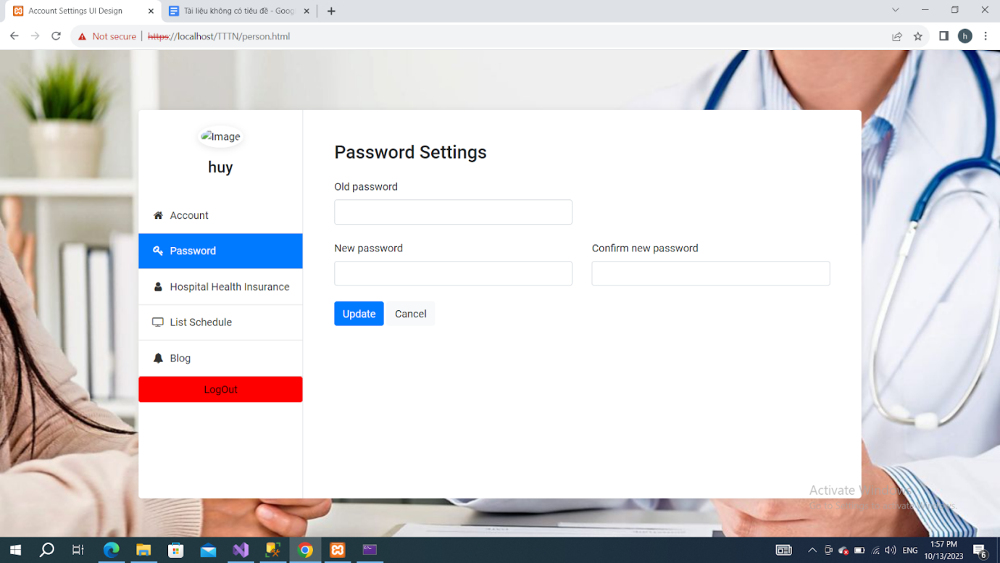 Account Settings UI Design
Tài liệu không có tiêu đề - Goog
Not secure
https://localhost/TTTN/person.html
h
Image
huy
Account
Password
Hospital Health Insurance
List Schedule
Blog
LogOut
Password Settings
Old password
New password
Confirm new password
Update
Cancel
Activate Windows
ENG
1:57 PM
10/13/2023
6